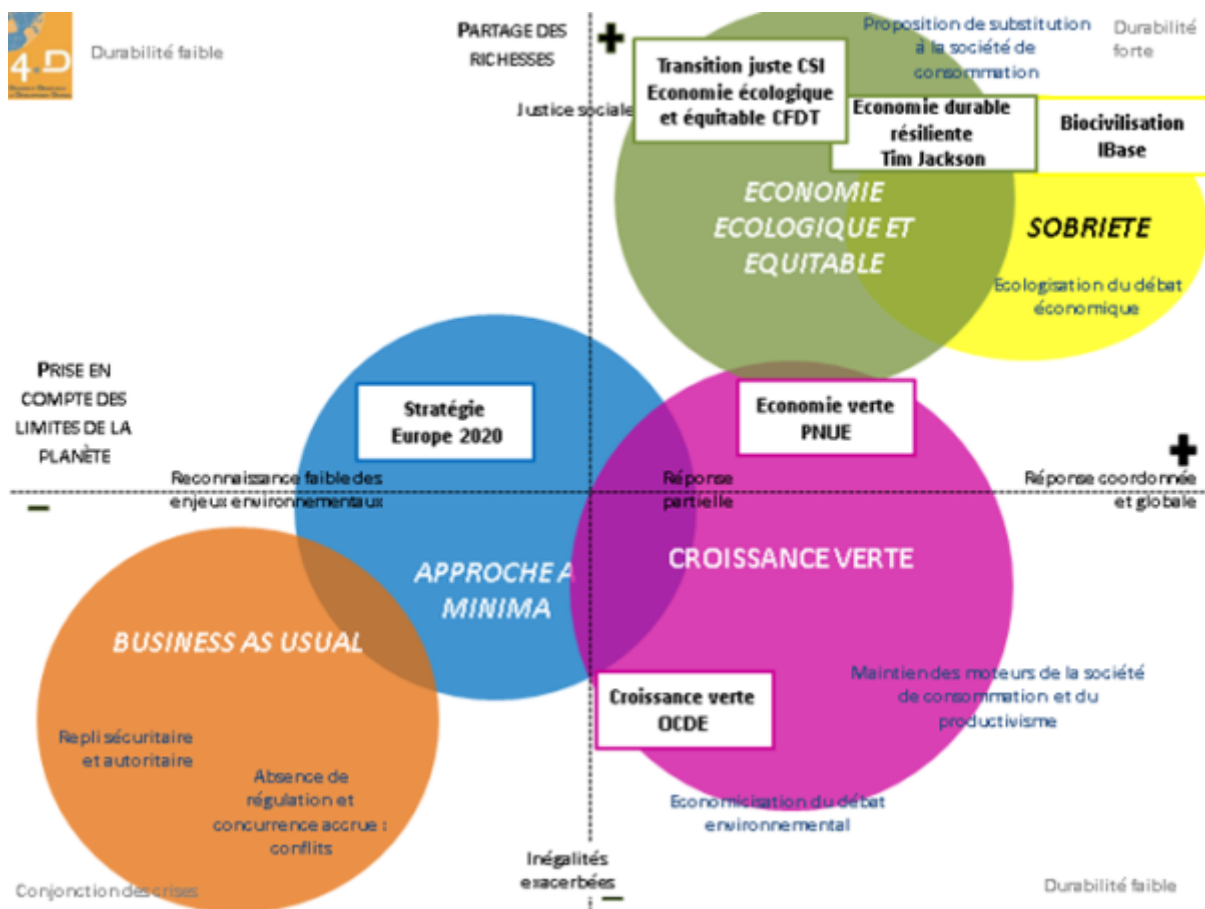 4.D
Durabilité faible
PARTAGE DES
RICHESSES
Justice sociale
Proposition de substitution
à la société de
consommation
Durabilité
forte
Transition juste CSI
Economie écologique
et équitable CFDT
Economie durable
résiliente
Tim Jackson
Biocivilisation
IBase
ECONOMIE
ECOLOGIQUE ET
EQUITABLE
SOBRIETE
Ecologisation du débat
économique
PRISE EN
COMPTE DES
LIMITES DE LA
PLANÈTE
Stratégie
Europe 2020
Economie verte
PNUE
Reconnaissance faible des
enjeux environnementaux
Réponse
partielle
Réponse coordonnée
et globale
APPROCHE A
MINIMA
CROISSANCE VERTE
BUSINESS AS USUAL
Croissance verte
OCDE
Maintien des moteurs de la société
de consommation et du
productivisme
Repli sécuritaire
et autoritaire
Absence de
régulation et
concurrence accrue :
conflits
Economicisation du débat
environnemental
Inégalités
exacerbées
Conjonction des crises
Durabilité faible